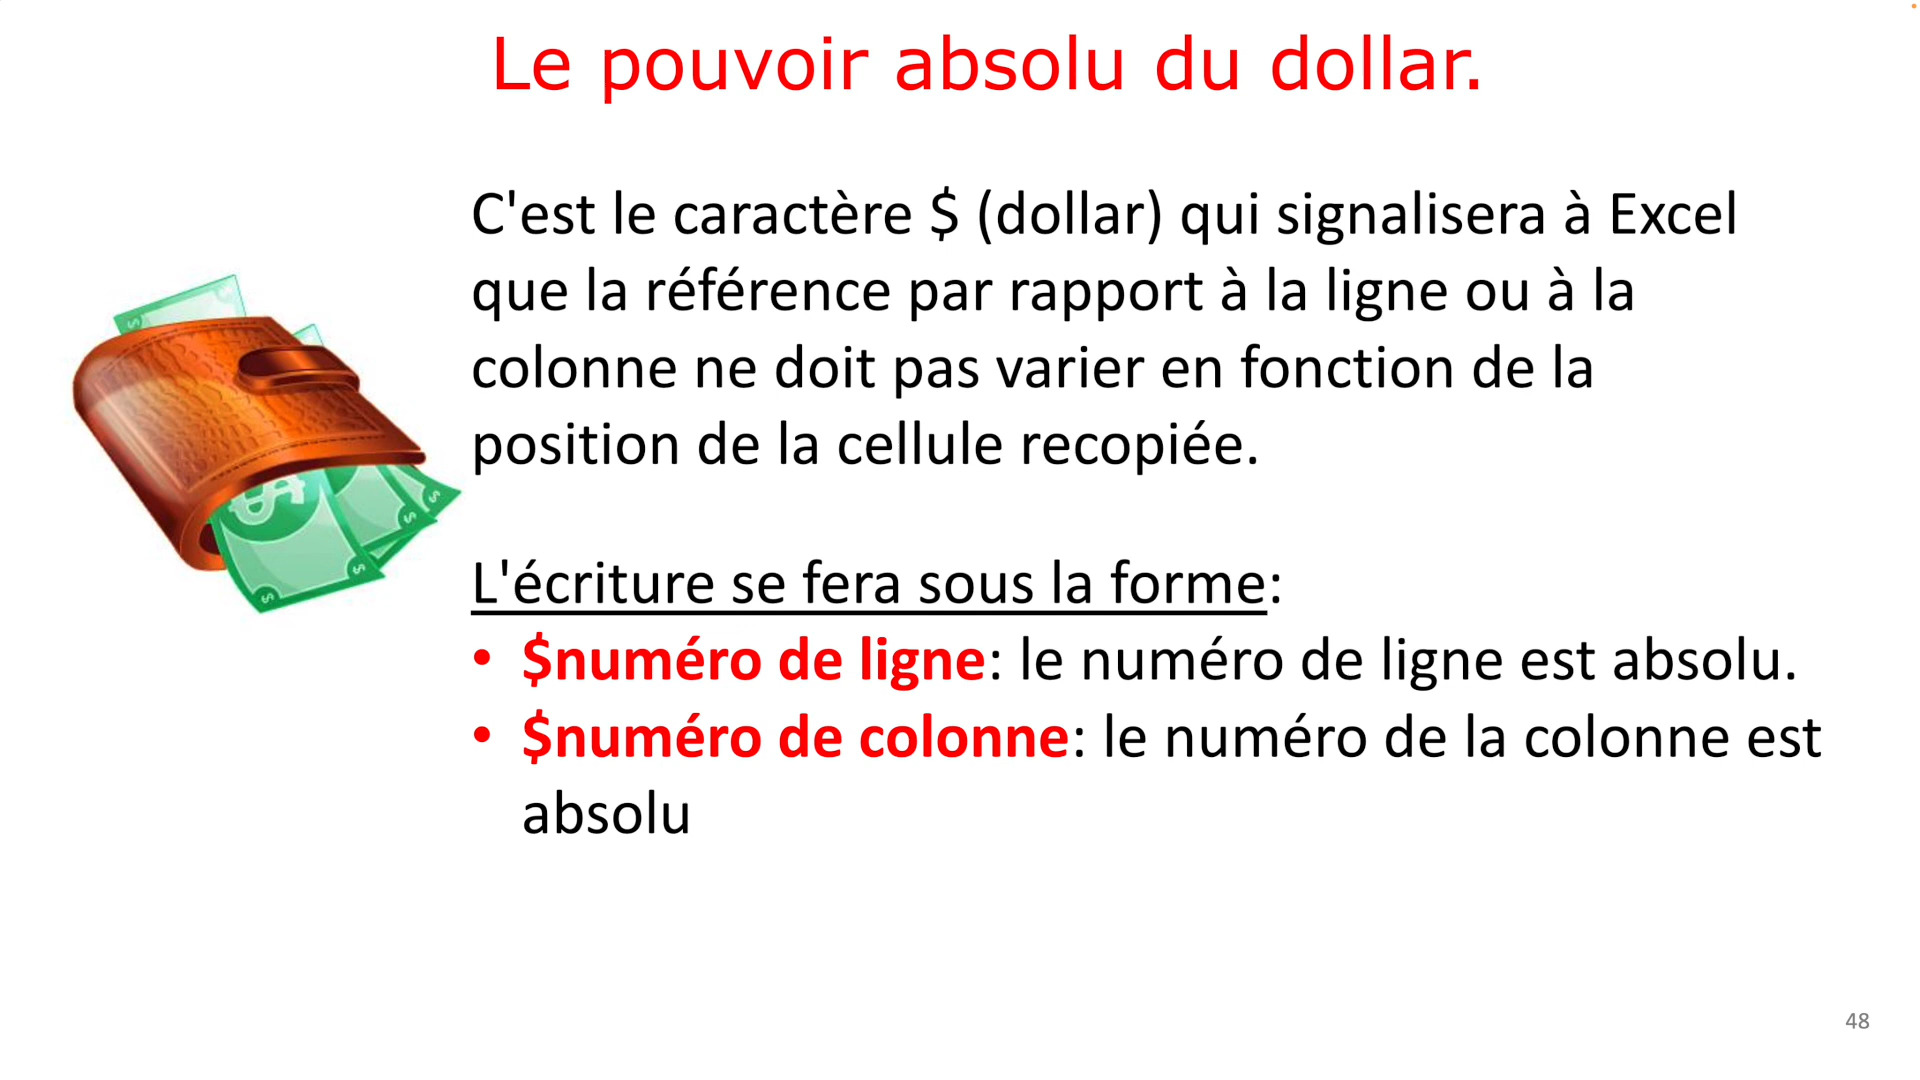 Le pouvoir absolu du dollar.
C'est le caractère $ (dollar) qui signalisera à Excel
que la référence par rapport à la ligne ou à la
colonne ne doit pas varier en fonction de la
position de la cellule recopiée.
L'écriture se fera sous la forme:
• $numéro de ligne: le numéro de ligne est absolu.
• $numéro de colonne: le numéro de la colonne est
absolu
48